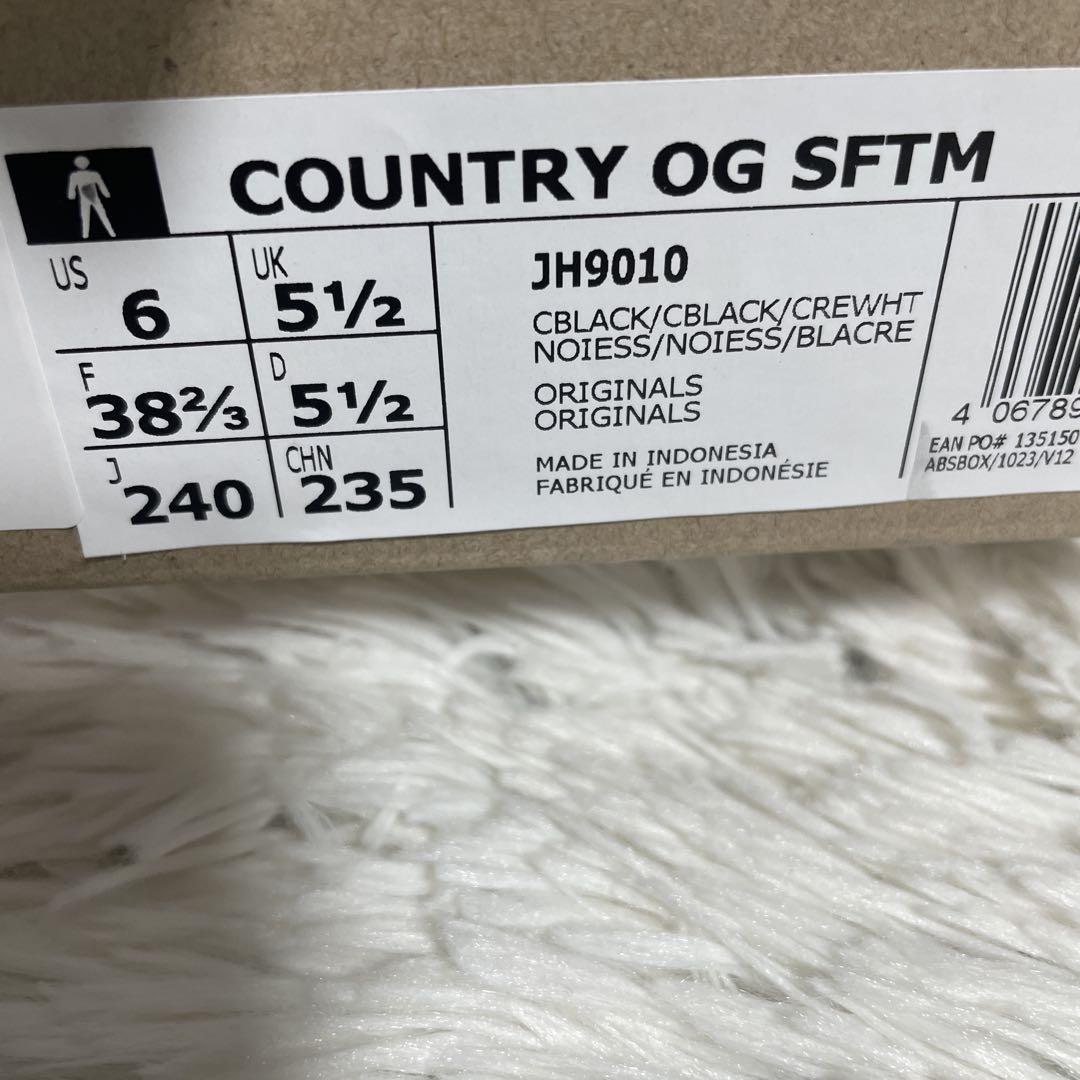 COUNTRY OG SFTM
US 6
UK 5½
F 38⅔
D 5½
J 240
CHN 235
JH9010
CBLACK/CBLACK/CREWHT
NOIESS/NOIESS/BLACRE
ORIGINALS
ORIGINALS
MADE IN INDONESIA
FABRIQUÉ EN INDONÉSIE
4 06789
EAN PO# 135150
ABSBOX/1023/V12